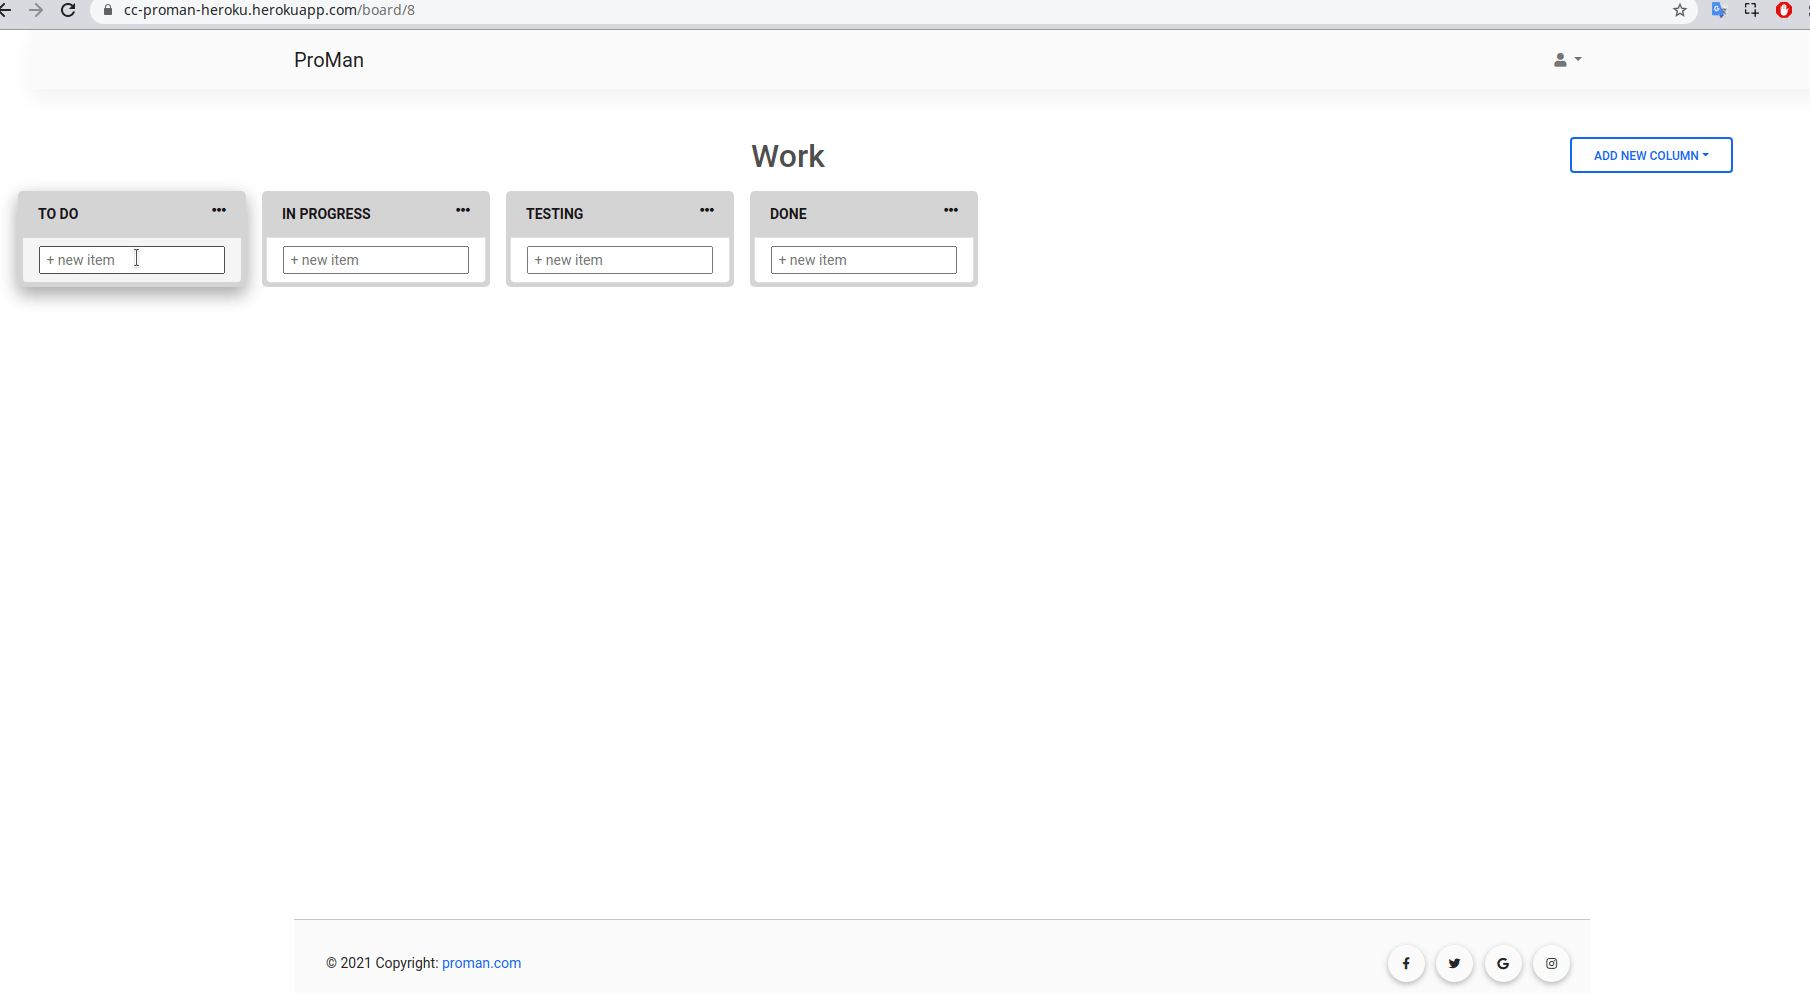 cc-proman-heroku.herokuapp.com/board/8
ProMan
Work
ADD NEW COLUMN
TO DO
IN PROGRESS
TESTING
DONE
+ new item
+ new item
+ new item
+ new item
© 2021 Copyright: proman.com